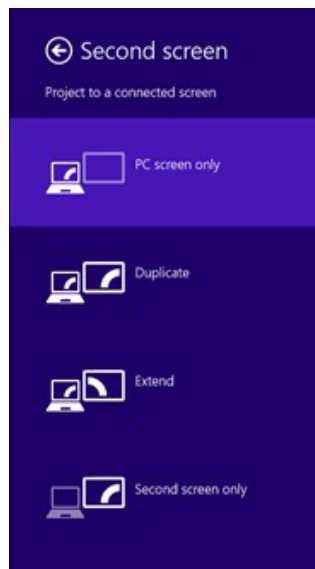 Second screen
Project to a connected screen
PC screen only
Duplicate
Extend
Second screen only